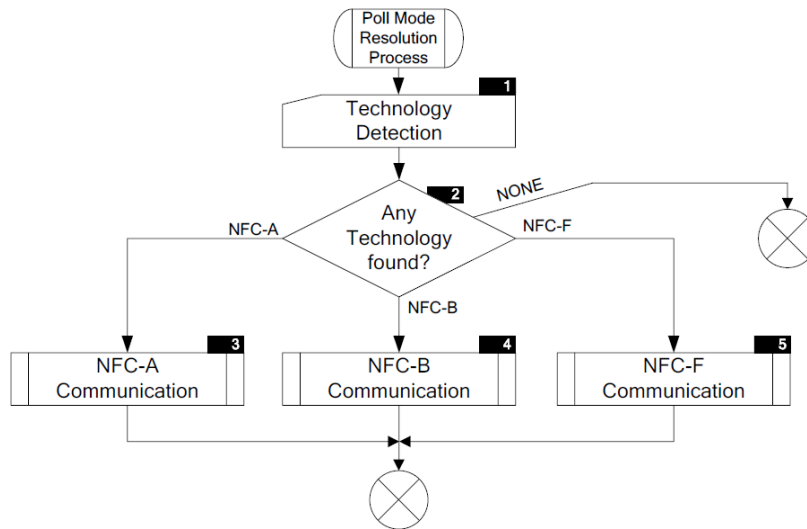 Poll Mode
Resolution
Process
1
Technology
Detection
2
NONE
Any
Technology
found?
NFC-A
NFC-F
NFC-B
3
NFC-A
Communication
4
NFC-B
Communication
5
NFC-F
Communication